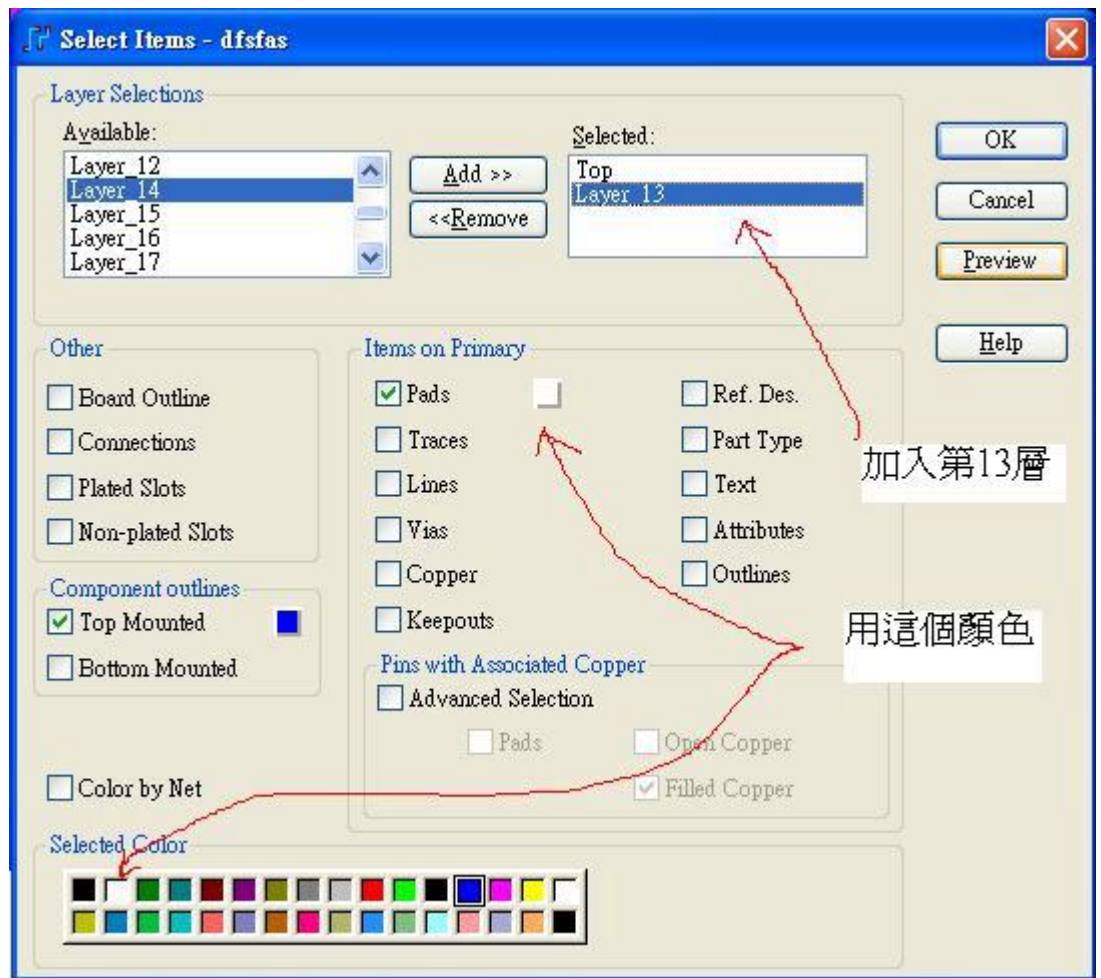 Select Items - dfsfas
Layer Selections
Available:
Layer_12
Layer_14
Layer_15
Layer_16
Layer_17
Add >>
<<Remove
Selected:
Top
Layer_13
OK
Cancel
Preview
Help
加入第13層
Other
Board Outline
Connections
Plated Slots
Non-plated Slots
Component outlines
Top Mounted
Bottom Mounted
Color by Net
Items on Primary
Pads
Traces
Lines
Vias
Copper
Keepouts
Ref. Des.
Part Type
Text
Attributes
Outlines
用這個顏色
Pins with Associated Copper
Advanced Selection
Pads
Open Copper
Filled Copper
Selected Color